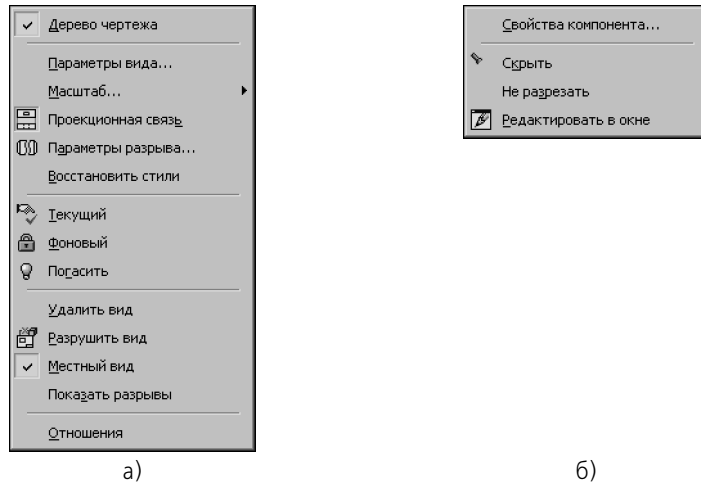 Дерево чертежа
Параметры вида...
Масштаб...
Проекционная связь
Параметры разрыва...
Восстановить стили
Текущий
Фоновый
Погасить
Удалить вид
Разрушить вид
Местный вид
Показать разрывы
Отношения
а)
Свойства компонента...
Скрыть
Не разрезать
Редактировать в окне
б)